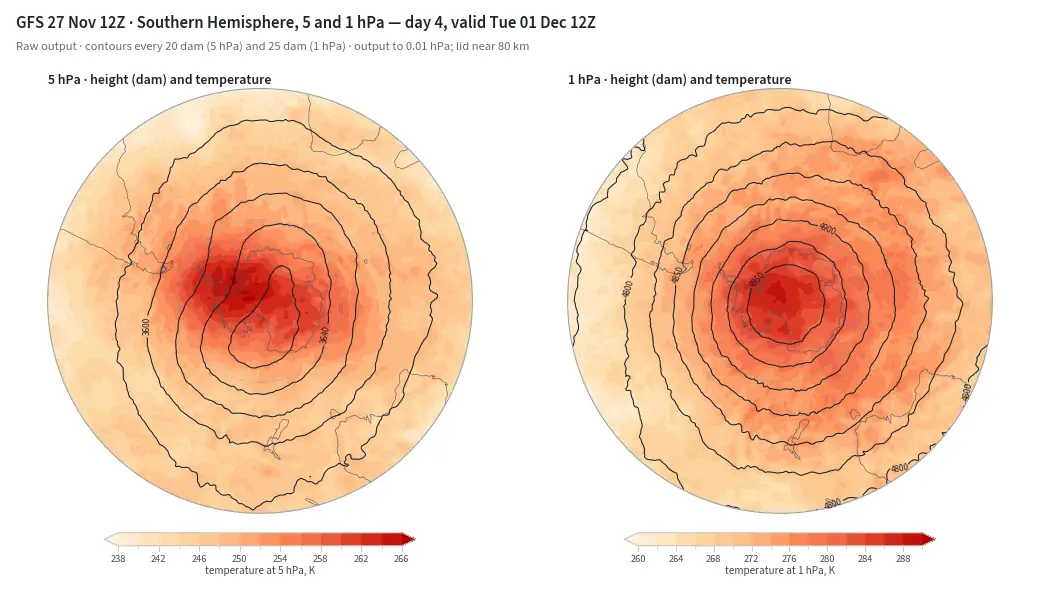 GFS 27 Nov 12Z · Southern Hemisphere, 5 and 1 hPa — day 4, valid Tue 01 Dec 12Z
Raw output · contours every 20 dam (5 hPa) and 25 dam (1 hPa) · output to 0.01 hPa; lid near 80 km
5 hPa · height (dam) and temperature
1 hPa · height (dam) and temperature
3600
3640
4900
4950
4850
4800
4800
4800
4800
238 242 246 250 254 258 262 266
temperature at 5 hPa, K
260 264 268 272 276 280 284 288
temperature at 1 hPa, K